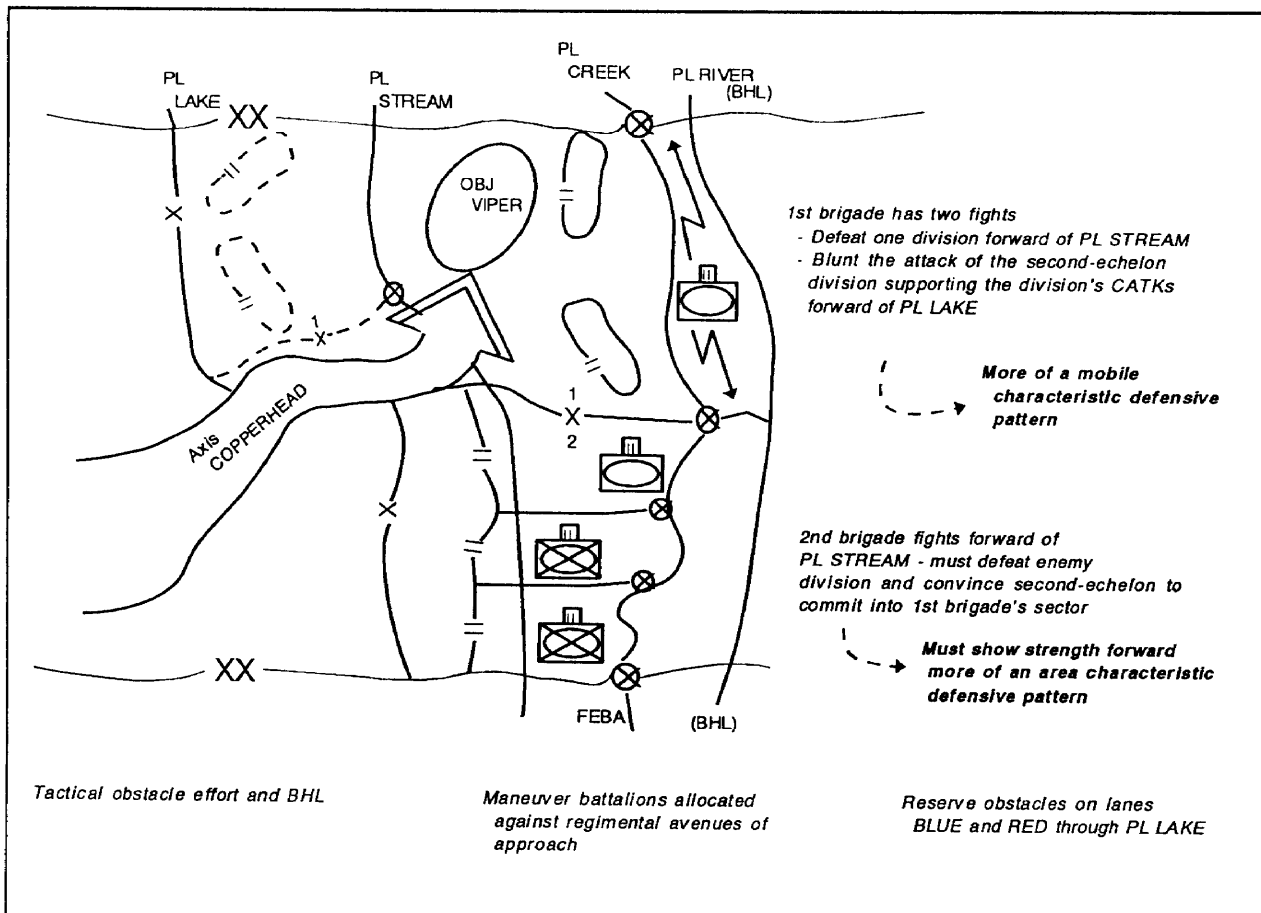 PL
LAKE
XX
PL
STREAM
PL
CREEK
PL RIVER
(BHL)
OBJ
VIPER
X
1
X
Axis
COPPERHEAD
1
X
2
X
XX
FEBA
(BHL)
1st brigade has two fights
- Defeat one division forward of PL STREAM
- Blunt the attack of the second-echelon
division supporting the division's CATKs
forward of PL LAKE
More of a mobile
characteristic defensive
pattern
2nd brigade fights forward of
PL STREAM - must defeat enemy
division and convince second-echelon to
commit into 1st brigade's sector
Must show strength forward
more of an area characteristic
defensive pattern
Tactical obstacle effort and BHL
Maneuver battalions allocated
against regimental avenues of
approach
Reserve obstacles on lanes
BLUE and RED through PL LAKE